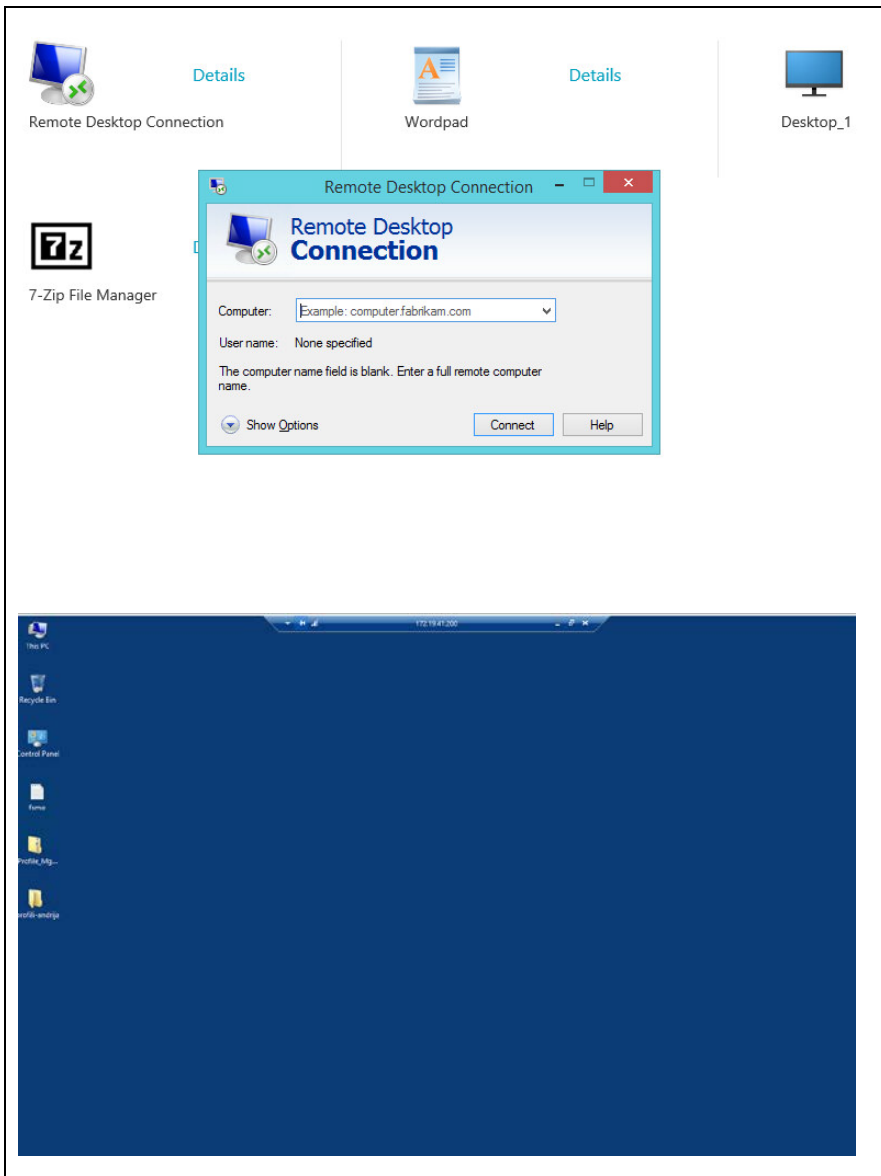 Details
Details
Remote Desktop Connection
Wordpad
Desktop_1
Remote Desktop Connection
Remote Desktop
Connection
7z
7-Zip File Manager
Computer:
Example: computer.fabrikam.com
User name:
None specified
The computer name field is blank. Enter a full remote computer
name.
Show Options
Connect
Help
172.19.41.200
This PC
Recycle Bin
Control Panel
Profile_Mg...
profili-andrija